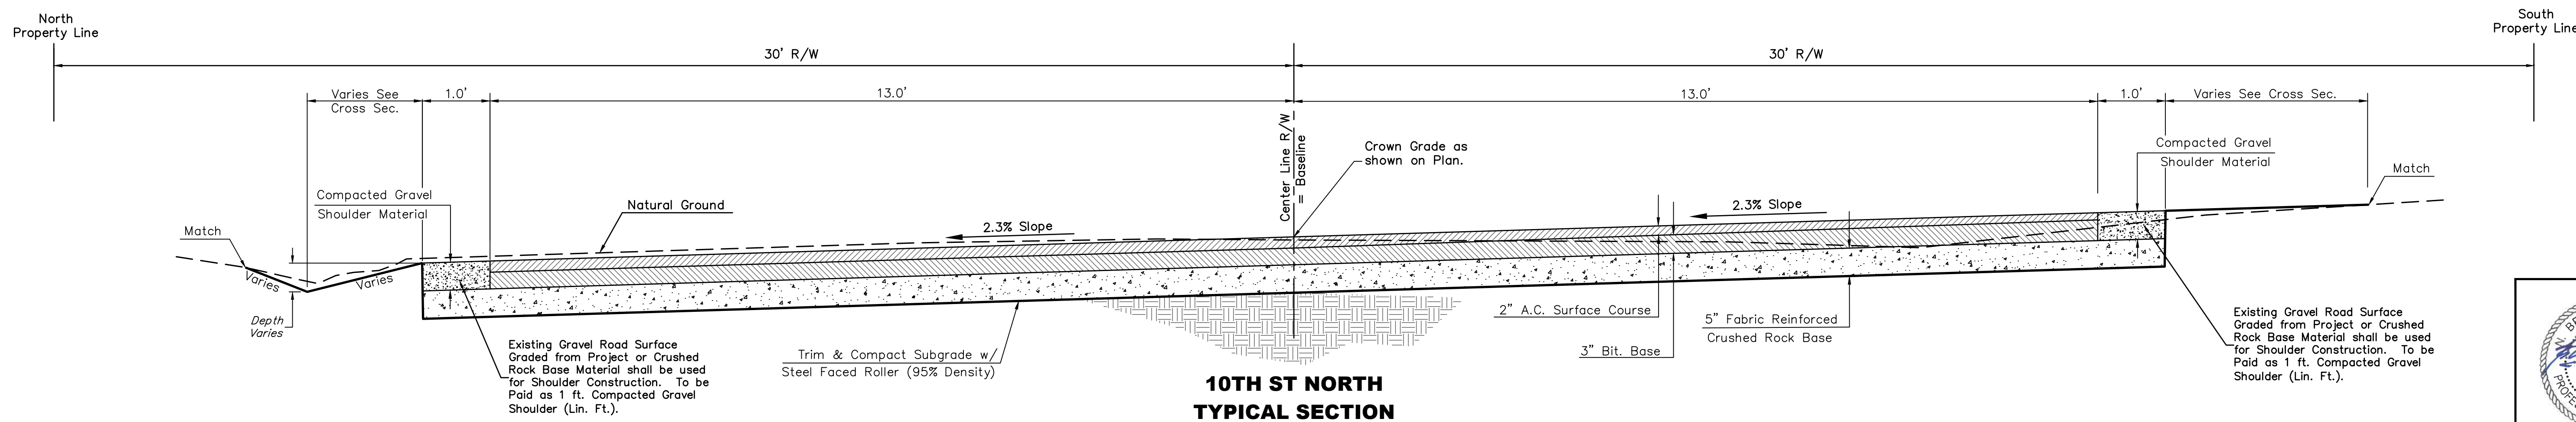 North
Property Line
South
Property Line
30' R/W
30' R/W
Varies See
Cross Sec.
1.0'
13.0'
13.0'
1.0'
Varies See Cross Sec.
Center Line R/W
= Baseline
Crown Grade as
shown on Plan.
Compacted Gravel
Shoulder Material
Match
Compacted Gravel
Shoulder Material
Natural Ground
2.3% Slope
2.3% Slope
Match
Varies
Varies
Depth
Varies
2" A.C. Surface Course
5" Fabric Reinforced
Crushed Rock Base
3" Bit. Base
Existing Gravel Road Surface
Graded from Project or Crushed
Rock Base Material shall be used
for Shoulder Construction. To be
Paid as 1 ft. Compacted Gravel
Shoulder (Lin. Ft.).
Trim & Compact Subgrade w/
Steel Faced Roller (95% Density)
Existing Gravel Road Surface
Graded from Project or Crushed
Rock Base Material shall be used
for Shoulder Construction. To be
Paid as 1 ft. Compacted Gravel
Shoulder (Lin. Ft.).
10TH ST NORTH
TYPICAL SECTION